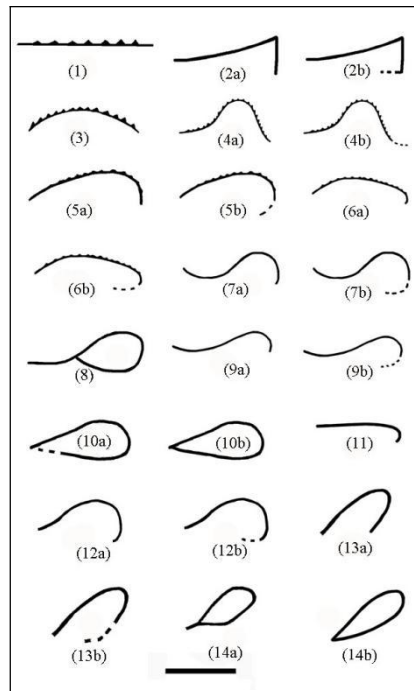 (1) (2a) (2b)
(3) (4a) (4b)
(5a) (5b) (6a)
(6b) (7a) (7b)
(8) (9a) (9b)
(10a) (10b) (11)
(12a) (12b) (13a)
(13b) (14a) (14b)